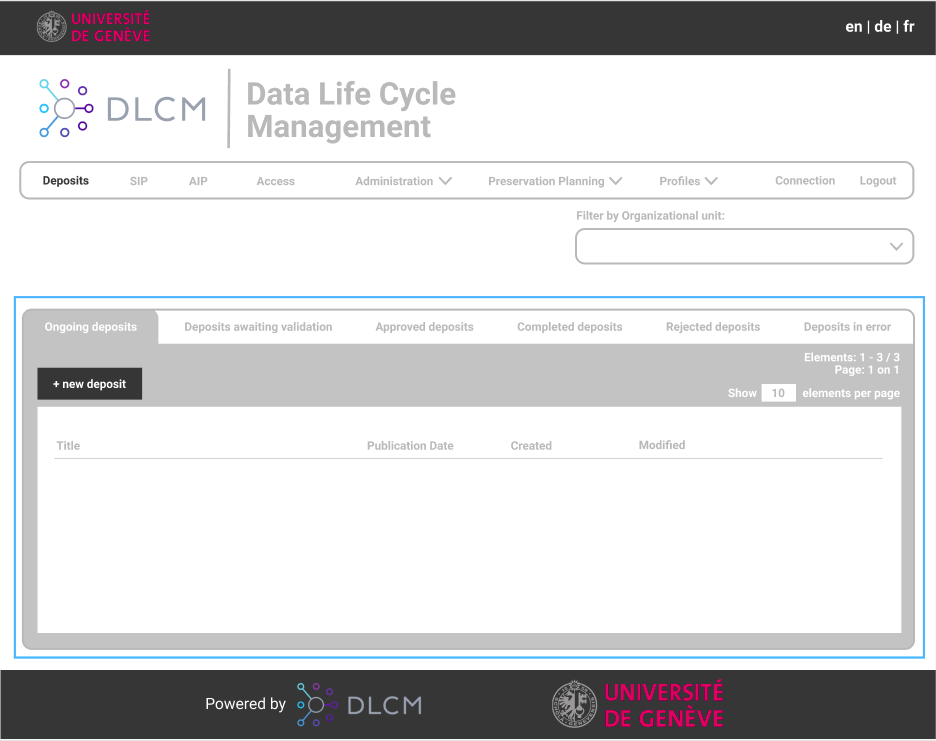 UNIVERSITÉ
DE GENÈVE
en | de | fr
DLCM
Data Life Cycle
Management
Deposits SIP AIP Access Administration Preservation Planning Profiles Connection Logout
Filter by Organizational unit:
Ongoing deposits Deposits awaiting validation Approved deposits Completed deposits Rejected deposits Deposits in error
Elements: 1 - 3 / 3
Page: 1 on 1
+ new deposit
Show 10 elements per page
Title Publication Date Created Modified
Powered by DLCM
UNIVERSITÉ
DE GENÈVE